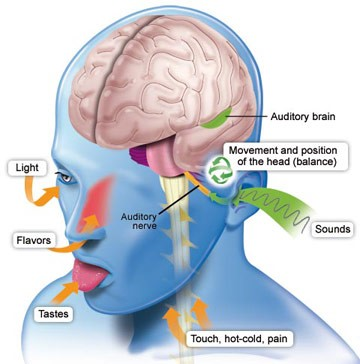 Auditory brain
Movement and position
of the head (balance)
Light
Auditory
nerve
Sounds
Flavors
Tastes
Touch, hot-cold, pain